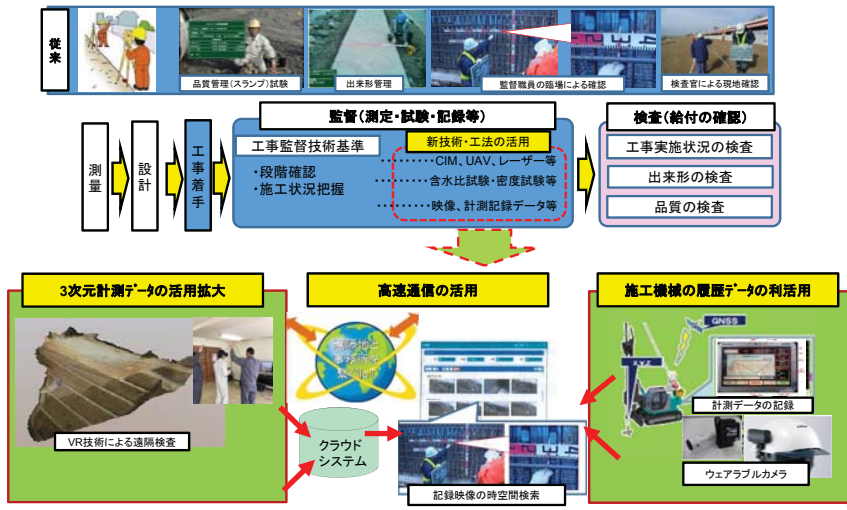 従来
品質管理(スランプ)試験
出来形管理
監督職員の臨場による確認
検査官による現地確認
測量
設計
工事着手
監督(測定・試験・記録等)
工事監督技術基準
・段階確認
・施工状況把握
新技術・工法の活用
………CIM、UAV、レーザー等
………含水比試験・密度試験等
………映像、計測記録データ等
検査(給付の確認)
工事実施状況の検査
出来形の検査
品質の検査
3次元計測データの活用拡大
VR技術による遠隔検査
高速通信の活用
クラウド
システム
記録映像の時空間検索
施工機械の履歴データの利活用
GNSS
XYZ
計測データの記録
ウェアラブルカメラ